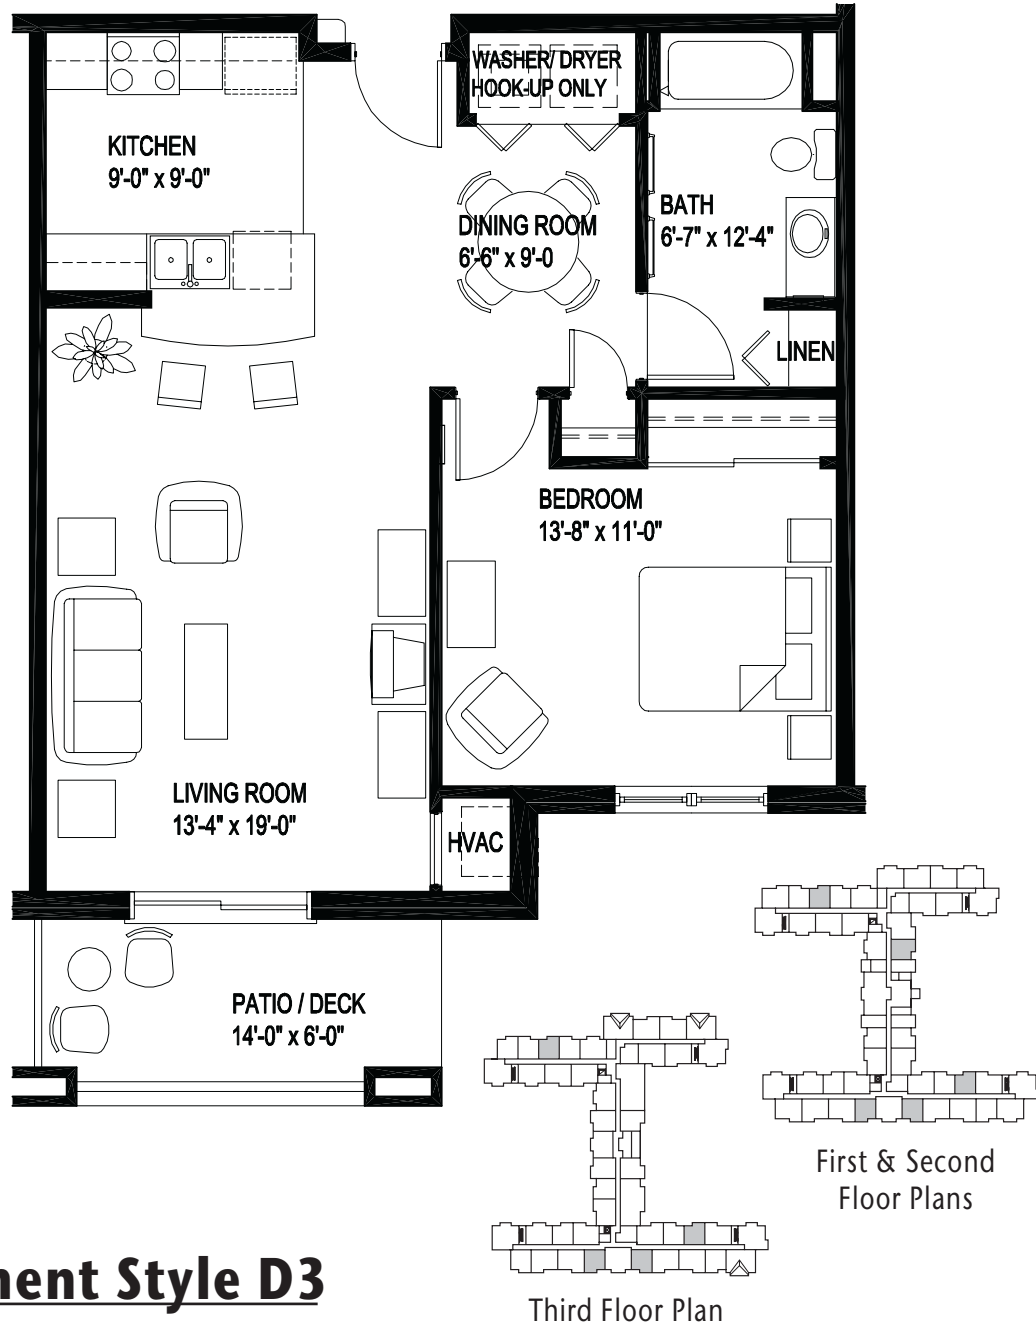 WASHER/ DRYER
HOOK-UP ONLY
KITCHEN
9'-0" x 9'-0"
DINING ROOM
6'-6" x 9'-0
BATH
6'-7" x 12'-4"
LINEN
BEDROOM
13'-8" x 11'-0"
LIVING ROOM
13'-4" x 19'-0"
HVAC
PATIO / DECK
14'-0" x 6'-0"
First & Second
Floor Plans
ment Style D3
Third Floor Plan